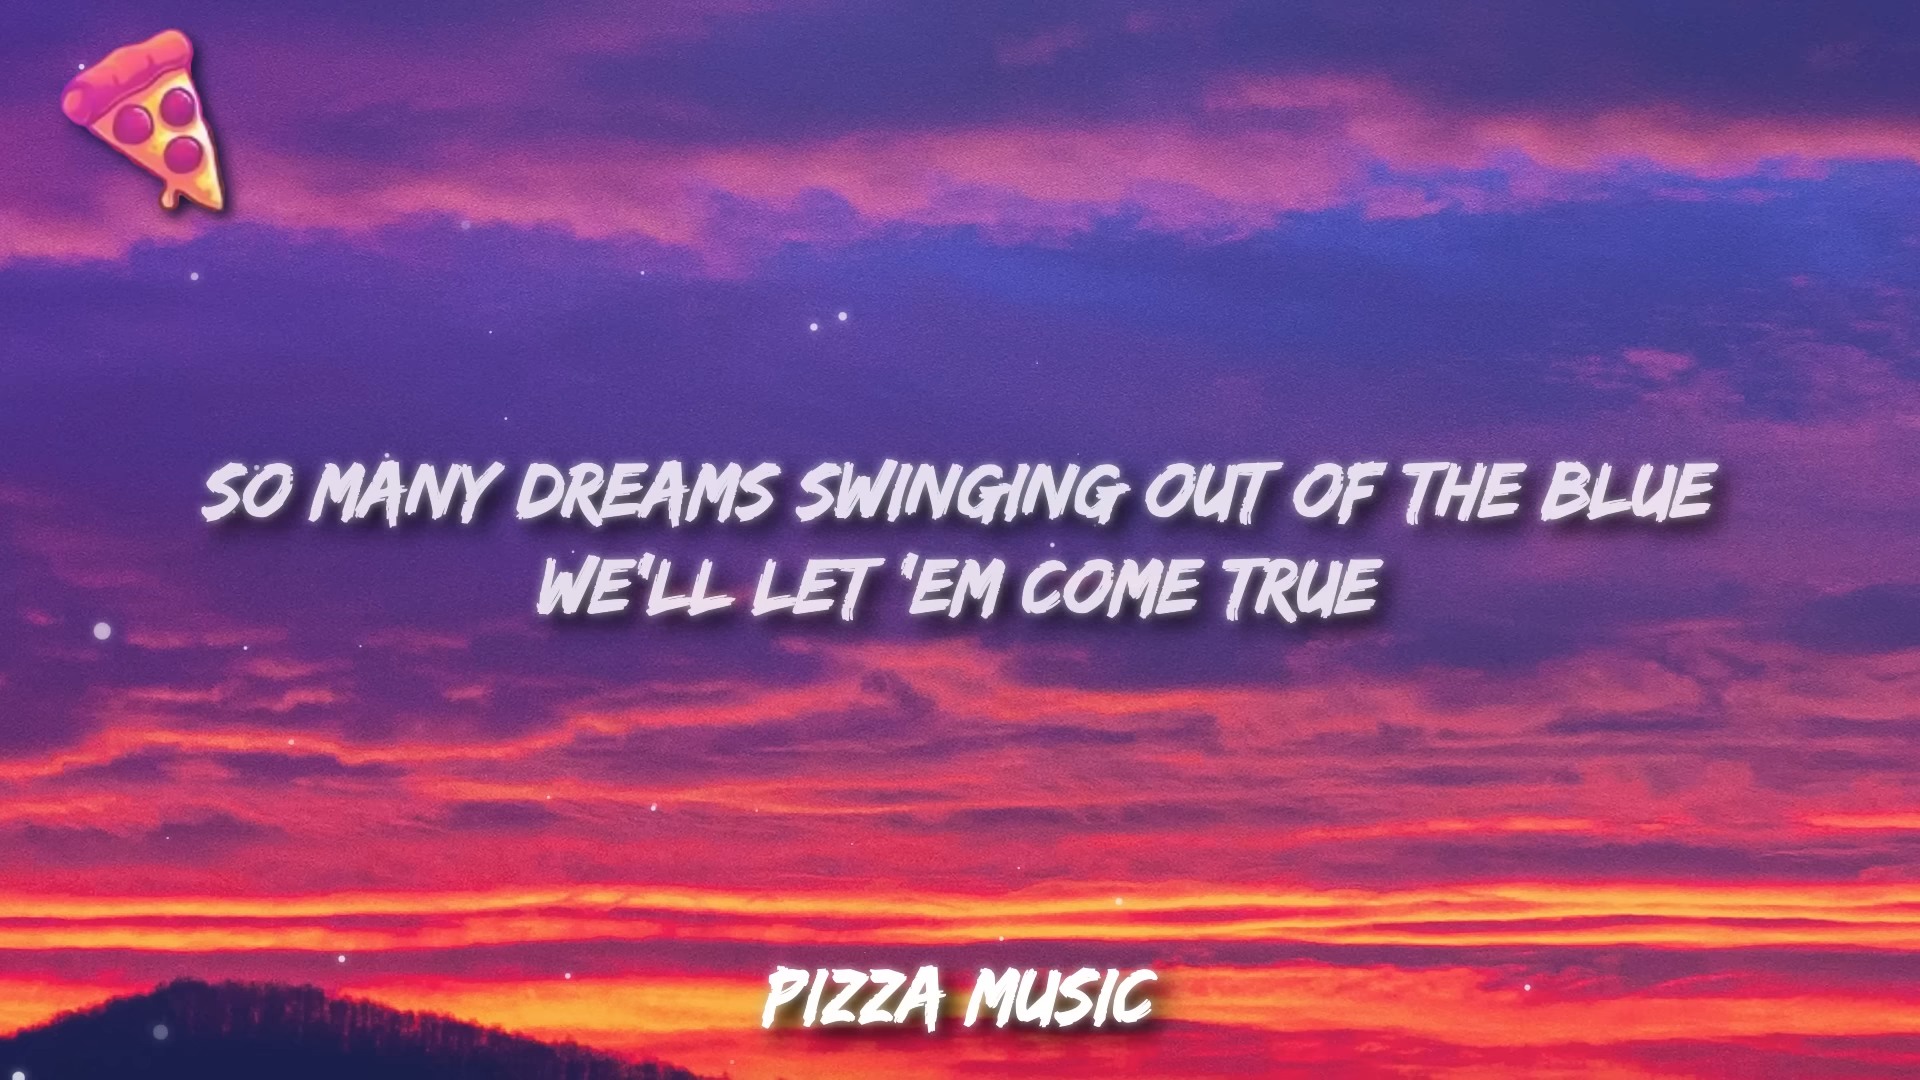 SO MANY DREAMS SWINGING OUT OF THE BLUE
WE'LL LET 'EM COME TRUE
PIZZA MUSIC